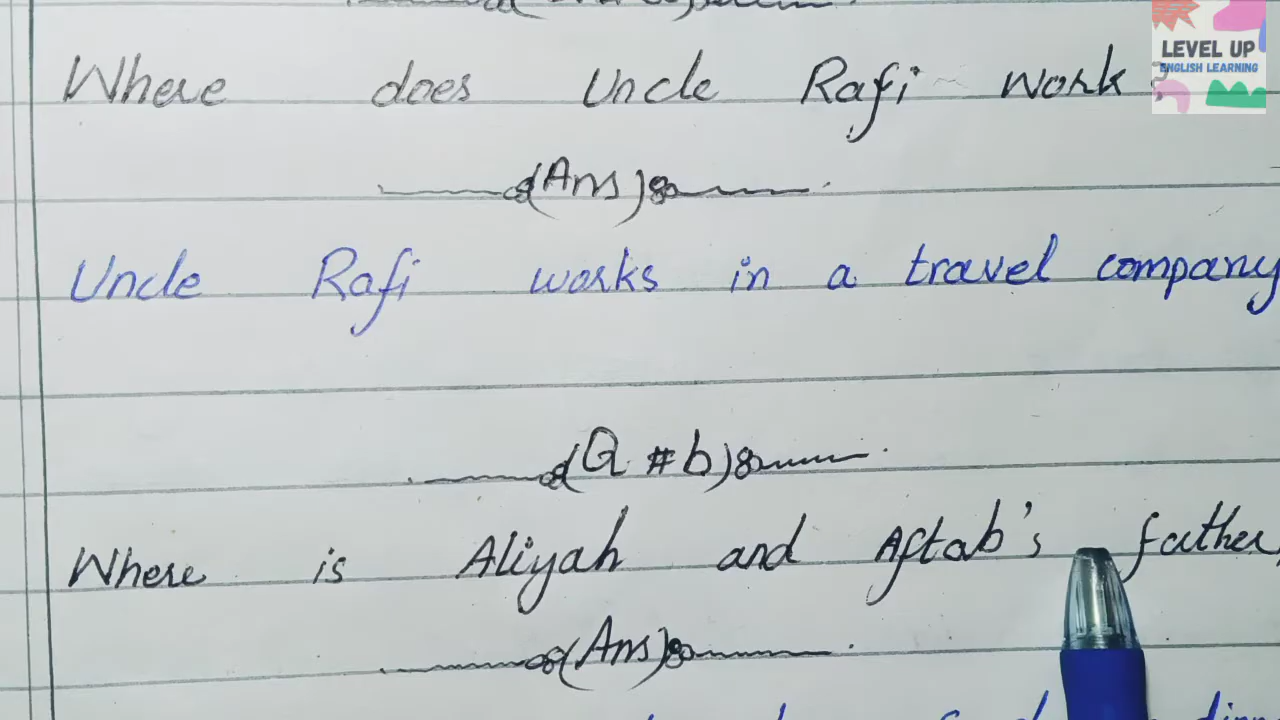 Where does Uncle Rafi work
LEVEL UP
ENGLISH LEARNING
(Ans)
Uncle Rafi works in a travel company
(Q #b)
Where is Aliyah and Aftab's father
(Ans)